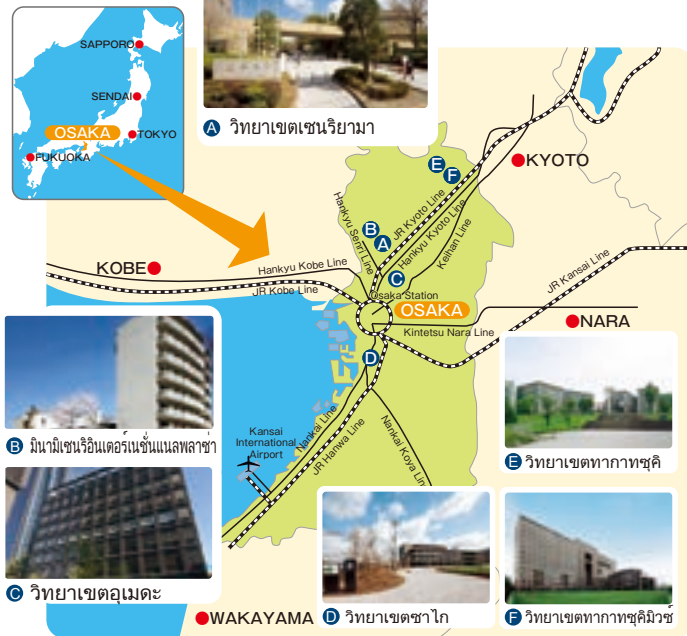 SAPPORO
SENDAI
OSAKA
TOKYO
FUKUOKA
A วิทยาเขตเซนริยามา
E
F
KYOTO
B
A
JR Kyoto Line
Hankyu Kyoto Line
Hankyu Senri Line
Keihan Line
C
KOBE
Hankyu Kobe Line
JR Kobe Line
Osaka Station
OSAKA
JR Kansai Line
NARA
Kintetsu Nara Line
D
B มินามิเซนริอินเตอร์เนชั่นแนลพลาซ่า
Kansai
International
Airport
Nankai Line
JR Hanwa Line
Nankai Koya Line
E วิทยาเขตทากาทซุคิ
C วิทยาเขตอุเมดะ
D วิทยาเขตซาไก
F วิทยาเขตทากาทซุคิมิวซ์
WAKAYAMA